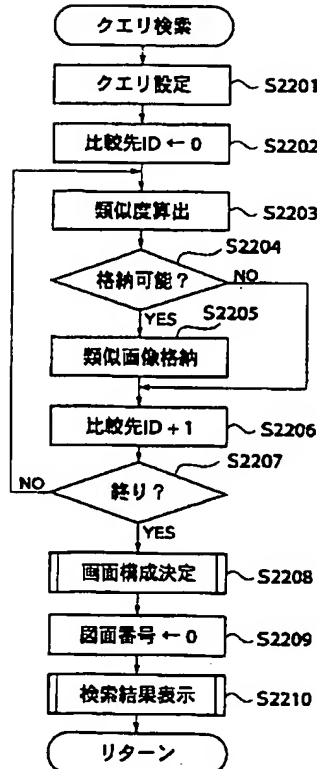 クエリ検索
クエリ設定 S2201
比較先ID ← 0 S2202
類似度算出 S2203
S2204
格納可能? NO
YES S2205
類似画像格納
比較先ID + 1 S2206
S2207
NO 終り?
YES
画面構成決定 S2208
図面番号 ← 0 S2209
検索結果表示 S2210
リターン